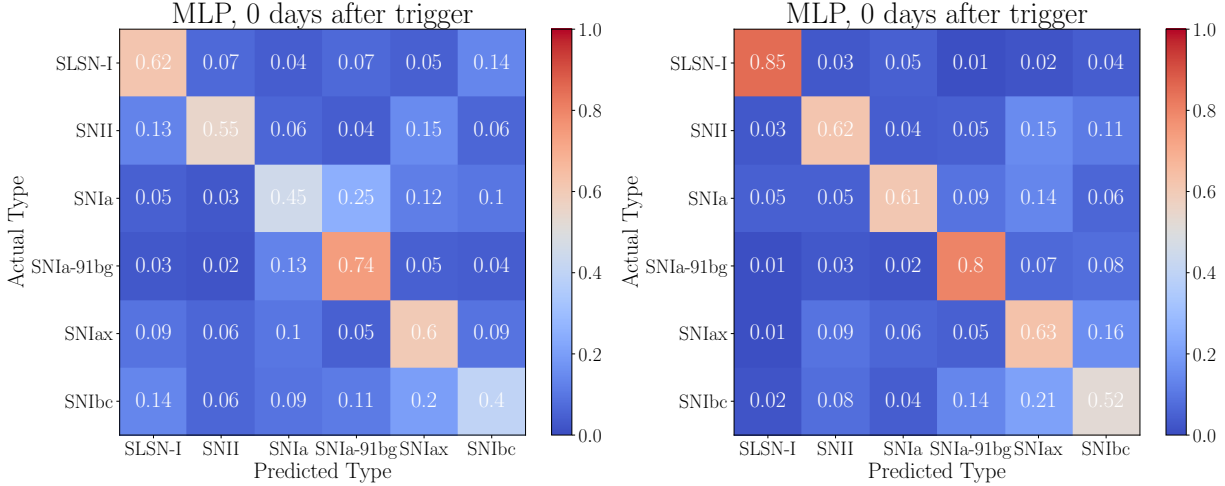 MLP, 0 days after trigger
Actual Type
SLSN-I 0.62 0.07 0.04 0.07 0.05 0.14
SNII 0.13 0.55 0.06 0.04 0.15 0.06
SNIa 0.05 0.03 0.45 0.25 0.12 0.1
SNIa-91bg 0.03 0.02 0.13 0.74 0.05 0.04
SNIax 0.09 0.06 0.1 0.05 0.6 0.09
SNIbc 0.14 0.06 0.09 0.11 0.2 0.4
SLSN-I SNII SNIa SNIa-91bg SNIax SNIbc
Predicted Type
1.0
0.8
0.6
0.4
0.2
0.0
MLP, 0 days after trigger
Actual Type
SLSN-I 0.85 0.03 0.05 0.01 0.02 0.04
SNII 0.03 0.62 0.04 0.05 0.15 0.11
SNIa 0.05 0.05 0.61 0.09 0.14 0.06
SNIa-91bg 0.01 0.03 0.02 0.8 0.07 0.08
SNIax 0.01 0.09 0.06 0.05 0.63 0.16
SNIbc 0.02 0.08 0.04 0.14 0.21 0.52
SLSN-I SNII SNIa SNIa-91bg SNIax SNIbc
Predicted Type
1.0
0.8
0.6
0.4
0.2
0.0